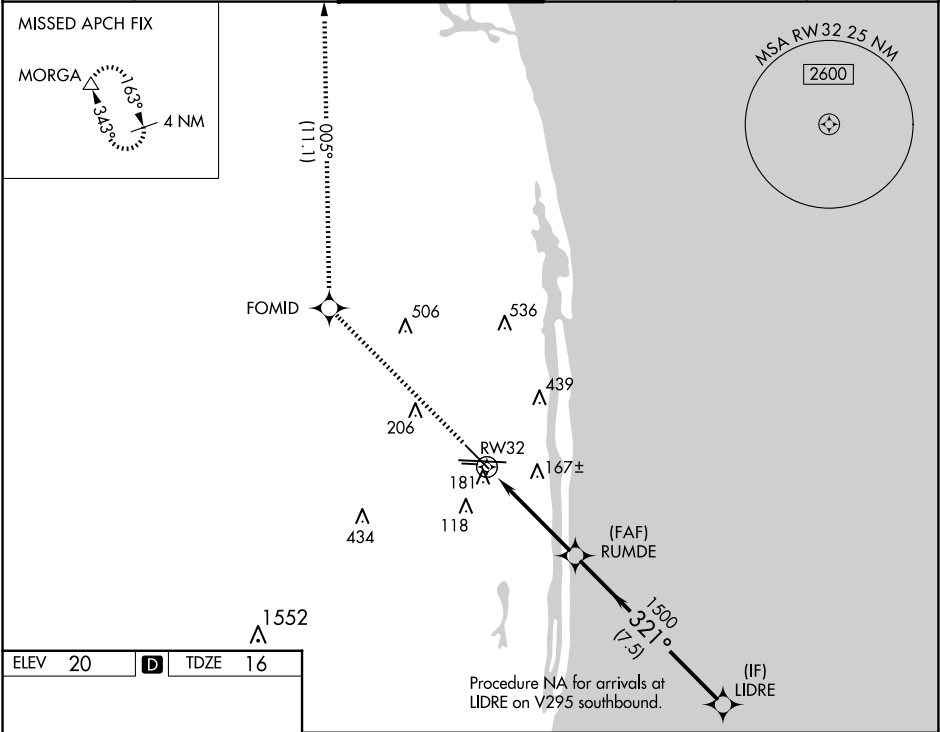 MISSED APCH FIX
MORGA
163°
343°
4 NM
005°
(11.1)
MSA RW32 25 NM
2600
FOMID
506
536
439
206
RW32
181
167±
118
434
(FAF)
RUMDE
1552
1500
321°
(7.5)
(IF)
LIDRE
Procedure NA for arrivals at
LIDRE on V295 southbound.
ELEV 20 D TDZE 16